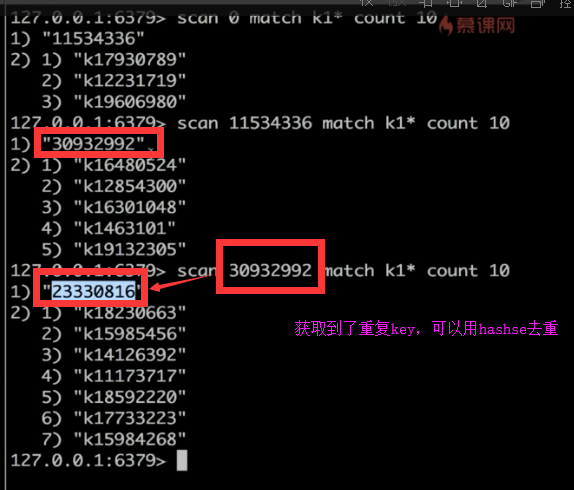 127.0.0.1:6379> scan 0 match k1* count 10
慕课网
1) "11534336"
2) 1) "k17930789"
2) "k12231719"
3) "k19606980"
127.0.0.1:6379> scan 11534336 match k1* count 10
1) "30932992"
2) 1) "k16480524"
2) "k12854300"
3) "k16301048"
4) "k1463101"
5) "k19132305"
127.0.0.1:6379> scan 30932992 match k1* count 10
1) "23330816"
2) 1) "k18230663"
2) "k15985456"
获取到了重复key，可以用hashse去重
3) "k14126392"
4) "k11173717"
5) "k18592220"
6) "k17733223"
7) "k15984268"
127.0.0.1:6379>